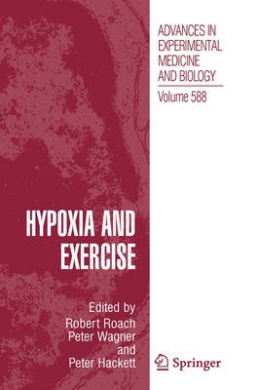 ADVANCES IN
EXPERIMENTAL
MEDICINE
AND BIOLOGY
Volume 588
HYPOXIA AND
EXERCISE
Edited by
Robert Roach
Peter Wagner
and
Peter Hackett
Springer